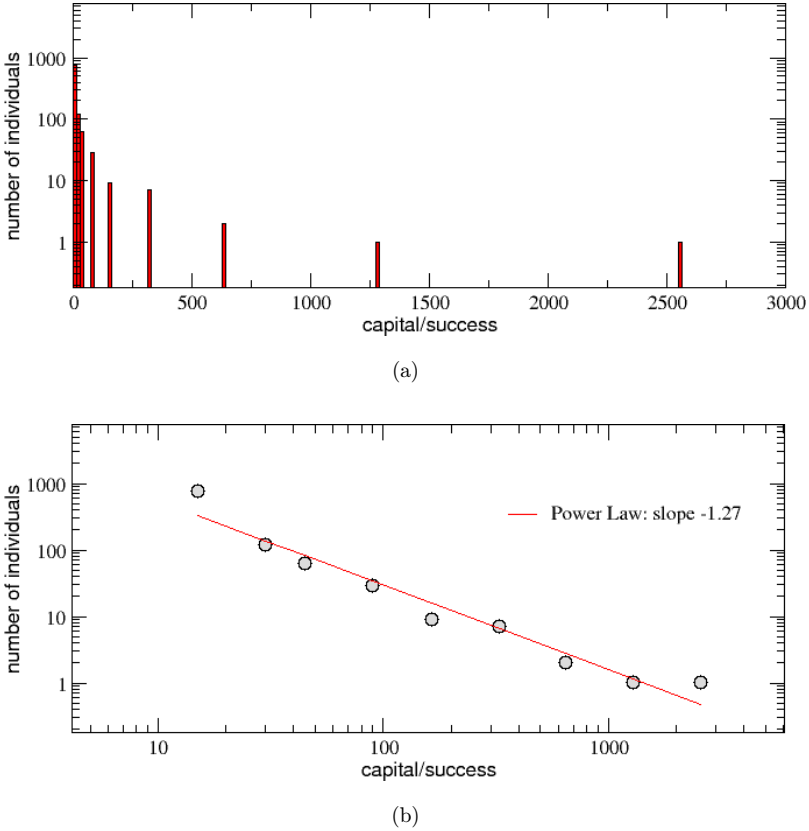 number of individuals
1000
100
10
1
0 500 1000 1500 2000 2500 3000
capital/success
(a)
number of individuals
1000
100
10
1
Power Law: slope -1.27
10 100 1000
capital/success
(b)